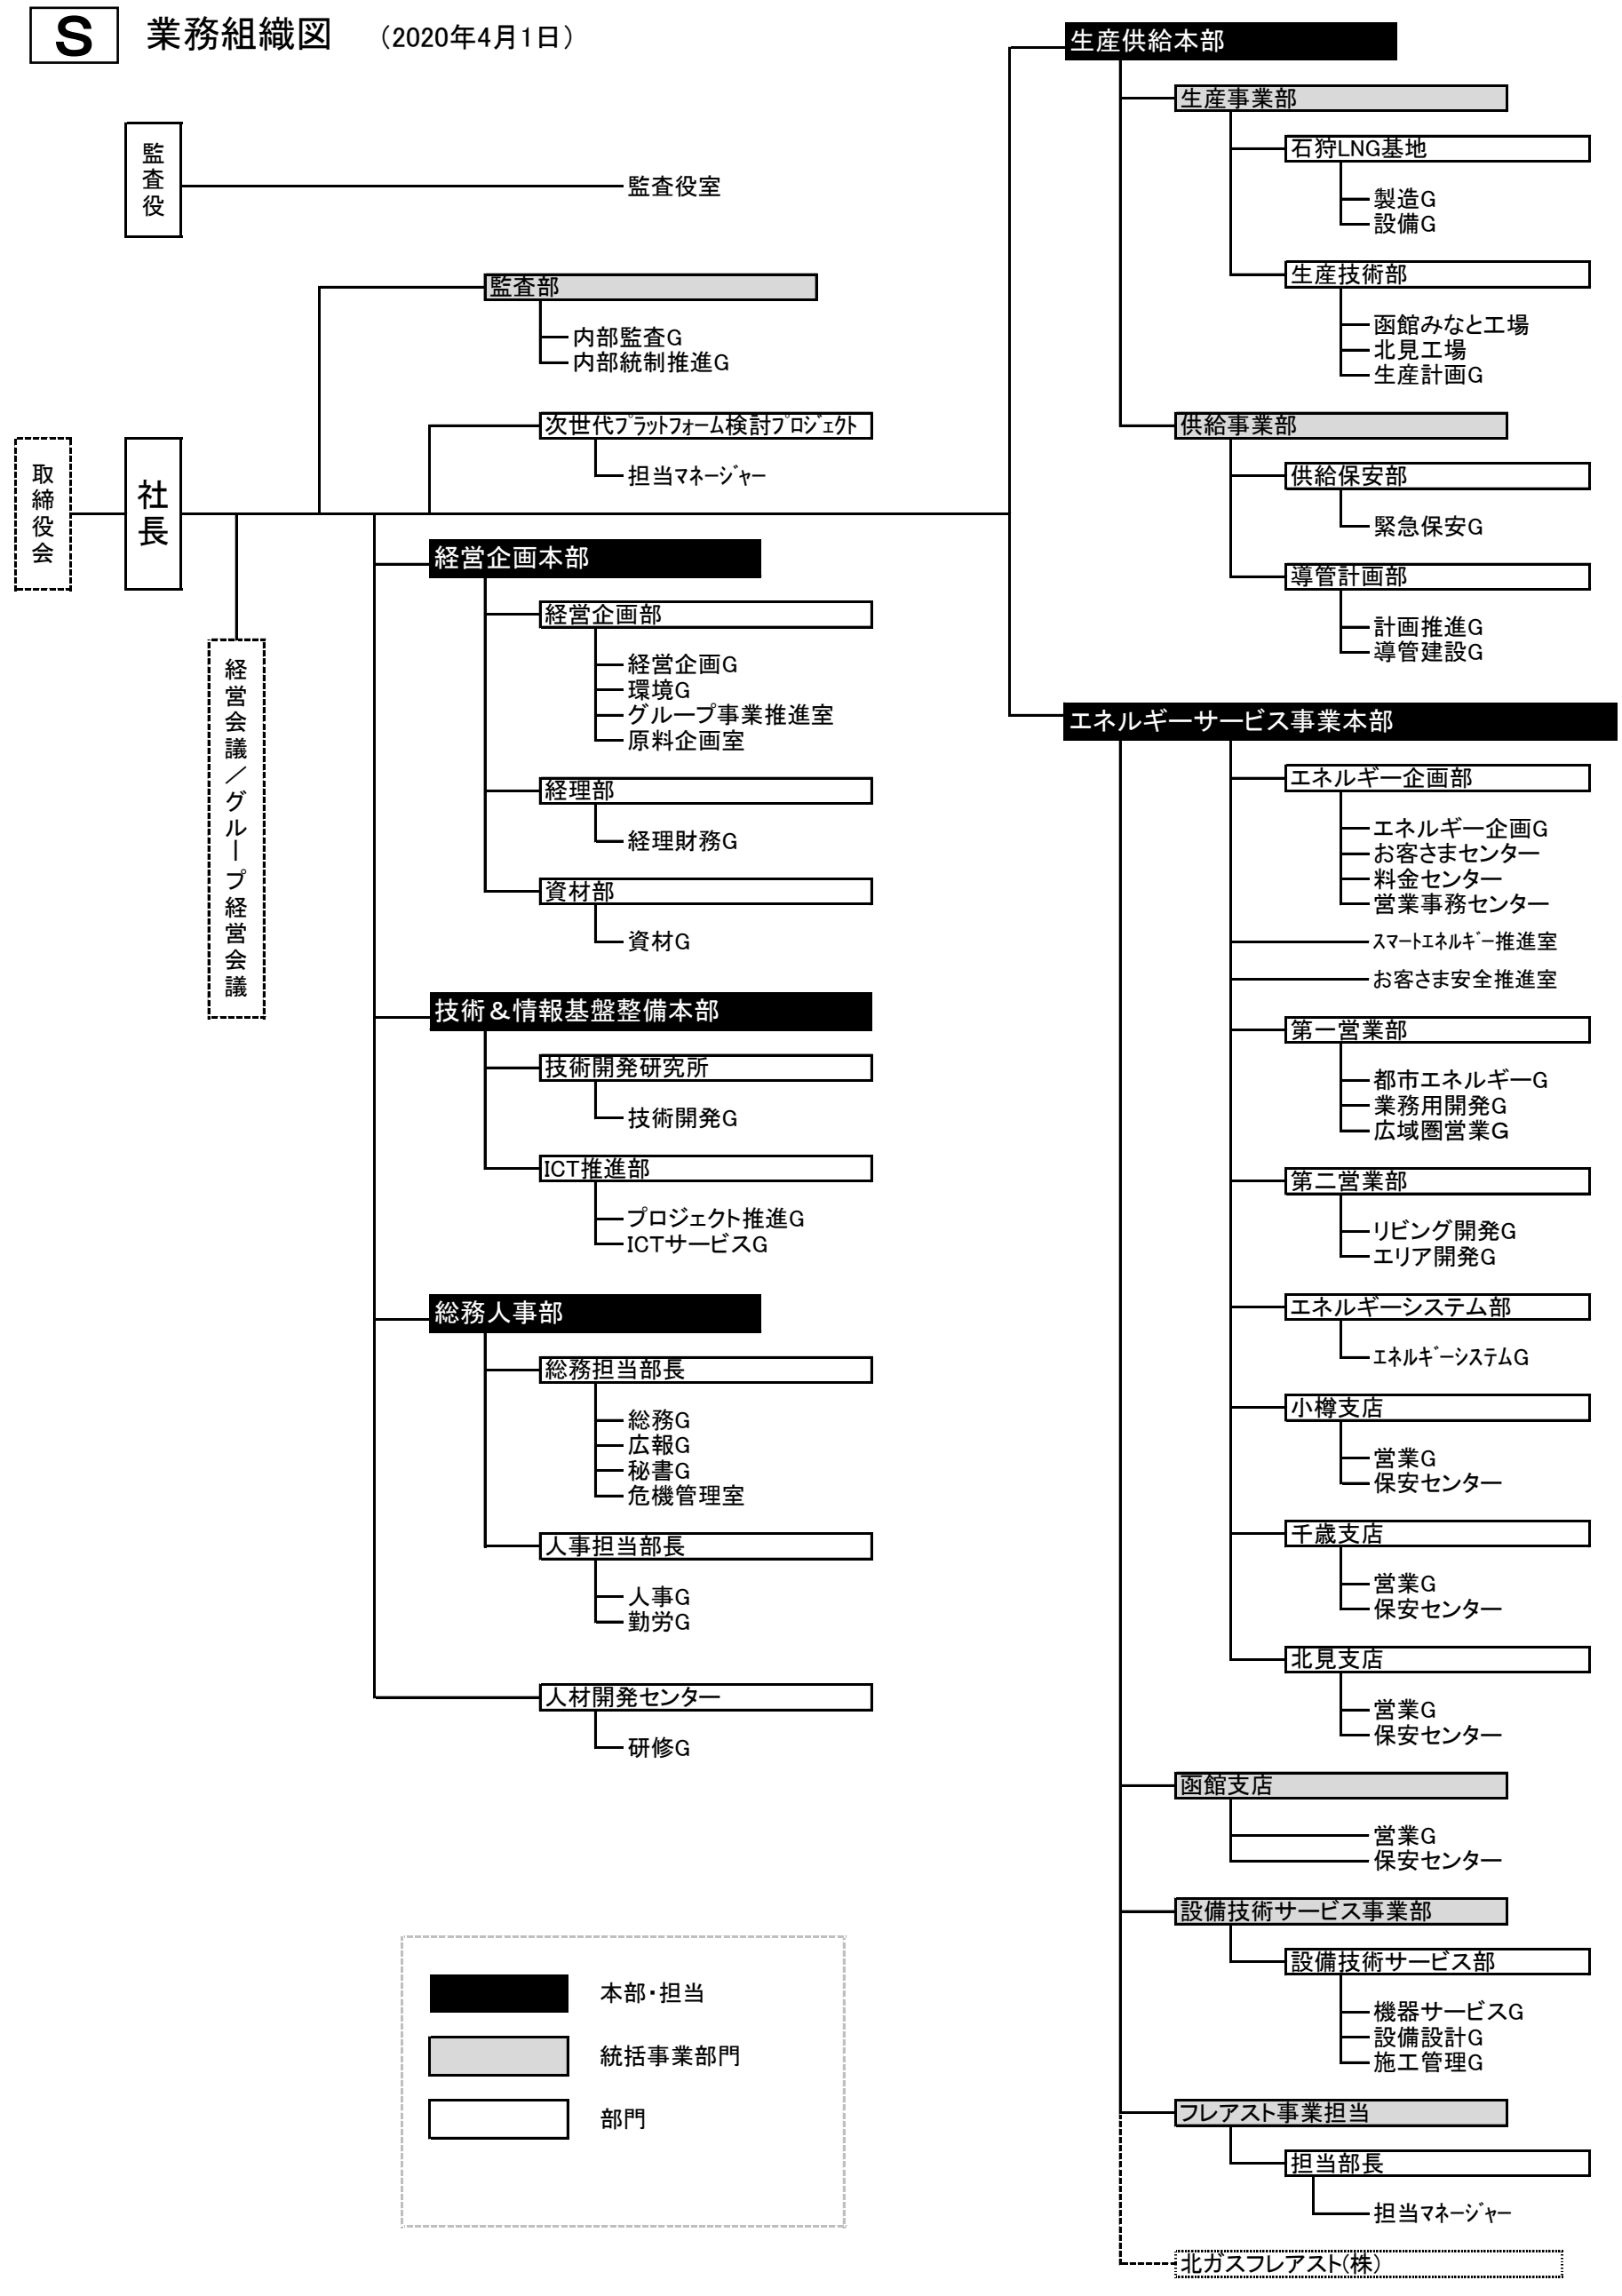 S
業務組織図 （2020年4月1日）
監査役
監査役室
監査部
内部監査G
内部統制推進G
次世代ﾌﾟﾗｯﾄﾌｫｰﾑ検討ﾌﾟﾛｼﾞｪｸﾄ
担当ﾏﾈｰｼﾞｬｰ
取締役会
社長
経営会議／グループ経営会議
経営企画本部
経営企画部
経営企画G
環境G
グループ事業推進室
原料企画室
経理部
経理財務G
資材部
資材G
技術＆情報基盤整備本部
技術開発研究所
技術開発G
ICT推進部
プロジェクト推進G
ICTサービスG
総務人事部
総務担当部長
総務G
広報G
秘書G
危機管理室
人事担当部長
人事G
勤労G
人材開発センター
研修G
本部・担当
統括事業部門
部門
生産供給本部
生産事業部
石狩LNG基地
製造G
設備G
生産技術部
函館みなと工場
北見工場
生産計画G
供給事業部
供給保安部
緊急保安G
導管計画部
計画推進G
導管建設G
エネルギーサービス事業本部
エネルギー企画部
エネルギー企画G
お客さまセンター
料金センター
営業事務センター
ｽﾏｰﾄｴﾈﾙｷﾞｰ推進室
お客さま安全推進室
第一営業部
都市エネルギーG
業務用開発G
広域圏営業G
第二営業部
リビング開発G
エリア開発G
エネルギーシステム部
ｴﾈﾙｷﾞｰｼｽﾃﾑG
小樽支店
営業G
保安センター
千歳支店
営業G
保安センター
北見支店
営業G
保安センター
函館支店
営業G
保安センター
設備技術サービス事業部
設備技術サービス部
機器サービスG
設備設計G
施工管理G
フレアスト事業担当
担当部長
担当ﾏﾈｰｼﾞｬｰ
北ガスフレアスト(株)